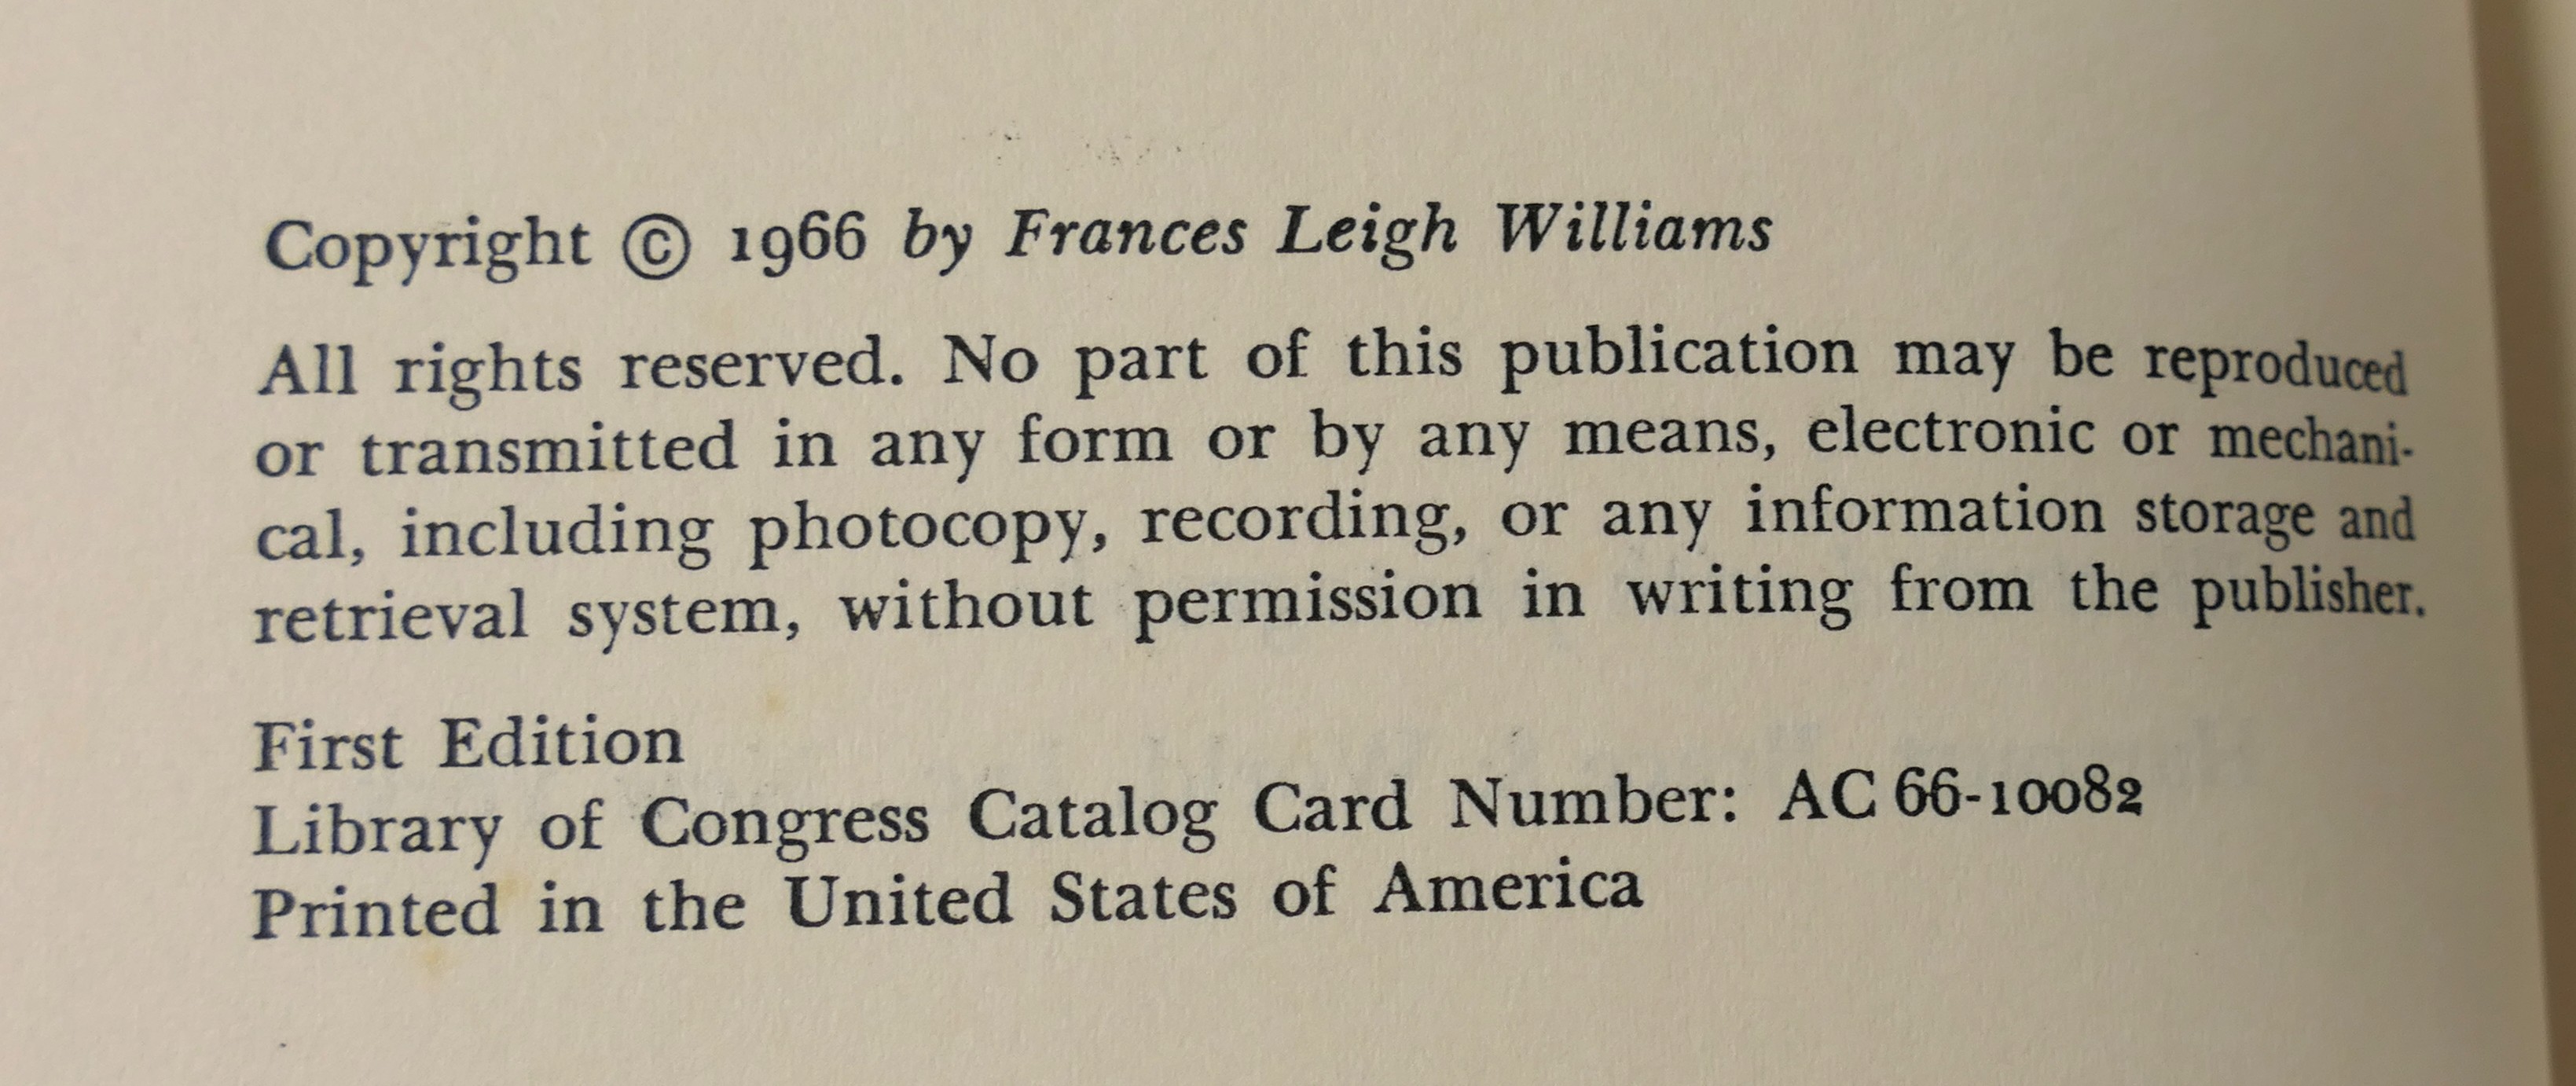 Copyright © 1966 by Frances Leigh Williams
All rights reserved. No part of this publication may be reproduced
or transmitted in any form or by any means, electronic or mechani-
cal, including photocopy, recording, or any information storage and
retrieval system, without permission in writing from the publisher.
First Edition
Library of Congress Catalog Card Number: AC 66-10082
Printed in the United States of America